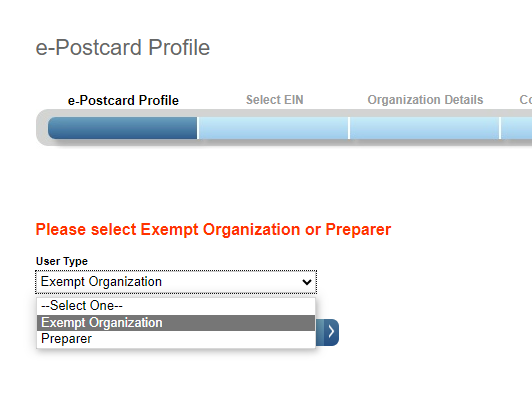 e-Postcard Profile
e-Postcard Profile Select EIN Organization Details
Please select Exempt Organization or Preparer
User Type
Exempt Organization
--Select One--
Exempt Organization
Preparer